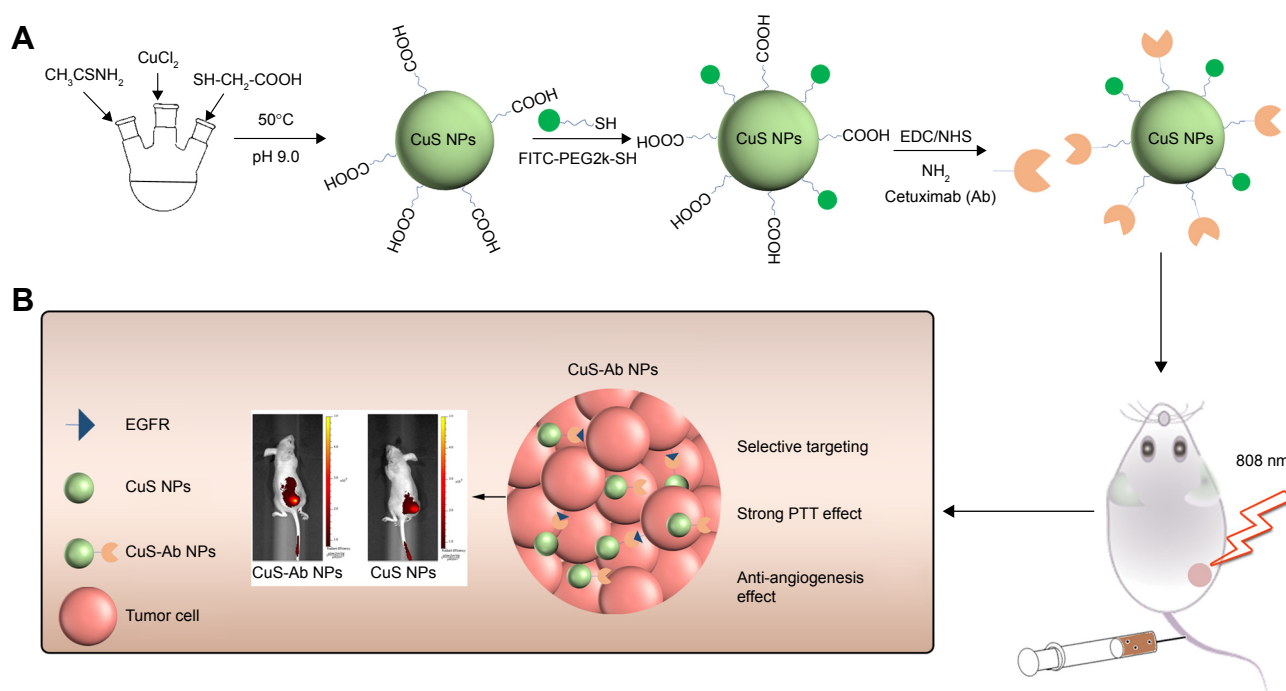 A
CH₃CSNH₂
CuCl₂
SH-CH₂-COOH
50°C
pH 9.0
COOH
COOH
COOH
COOH
COOH
CuS NPs
SH
FITC-PEG2k-SH
COOH
COOH
COOH
COOH
COOH
CuS NPs
EDC/NHS
NH₂
Cetuximab (Ab)
CuS NPs
B
EGFR
CuS NPs
CuS-Ab NPs
Tumor cell
CuS-Ab NPs
CuS NPs
CuS-Ab NPs
Selective targeting
Strong PTT effect
Anti-angiogenesis
effect
808 nm